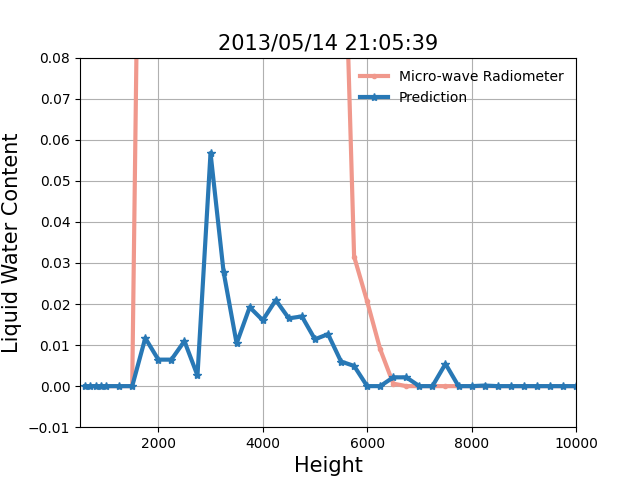 2013/05/14 21:05:39
Micro-wave Radiometer
Prediction
Liquid Water Content
0.08
0.07
0.06
0.05
0.04
0.03
0.02
0.01
0.00
−0.01
2000 4000 6000 8000 10000
Height